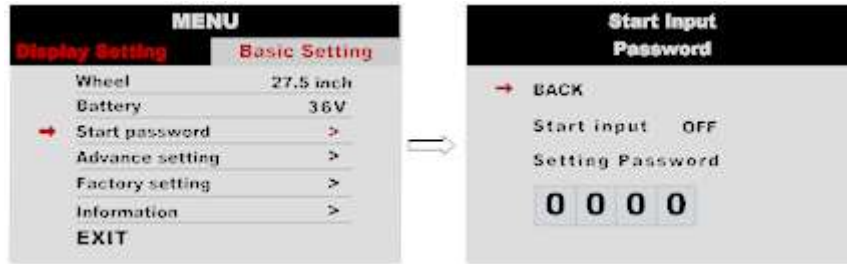 MENU
Display Setting Basic Setting
Wheel 27.5 inch
Battery 36V
→ Start password >
Advance setting >
Factory setting >
Information >
EXIT
Start Input
Password
→ BACK
Start input OFF
Setting Password
0 0 0 0